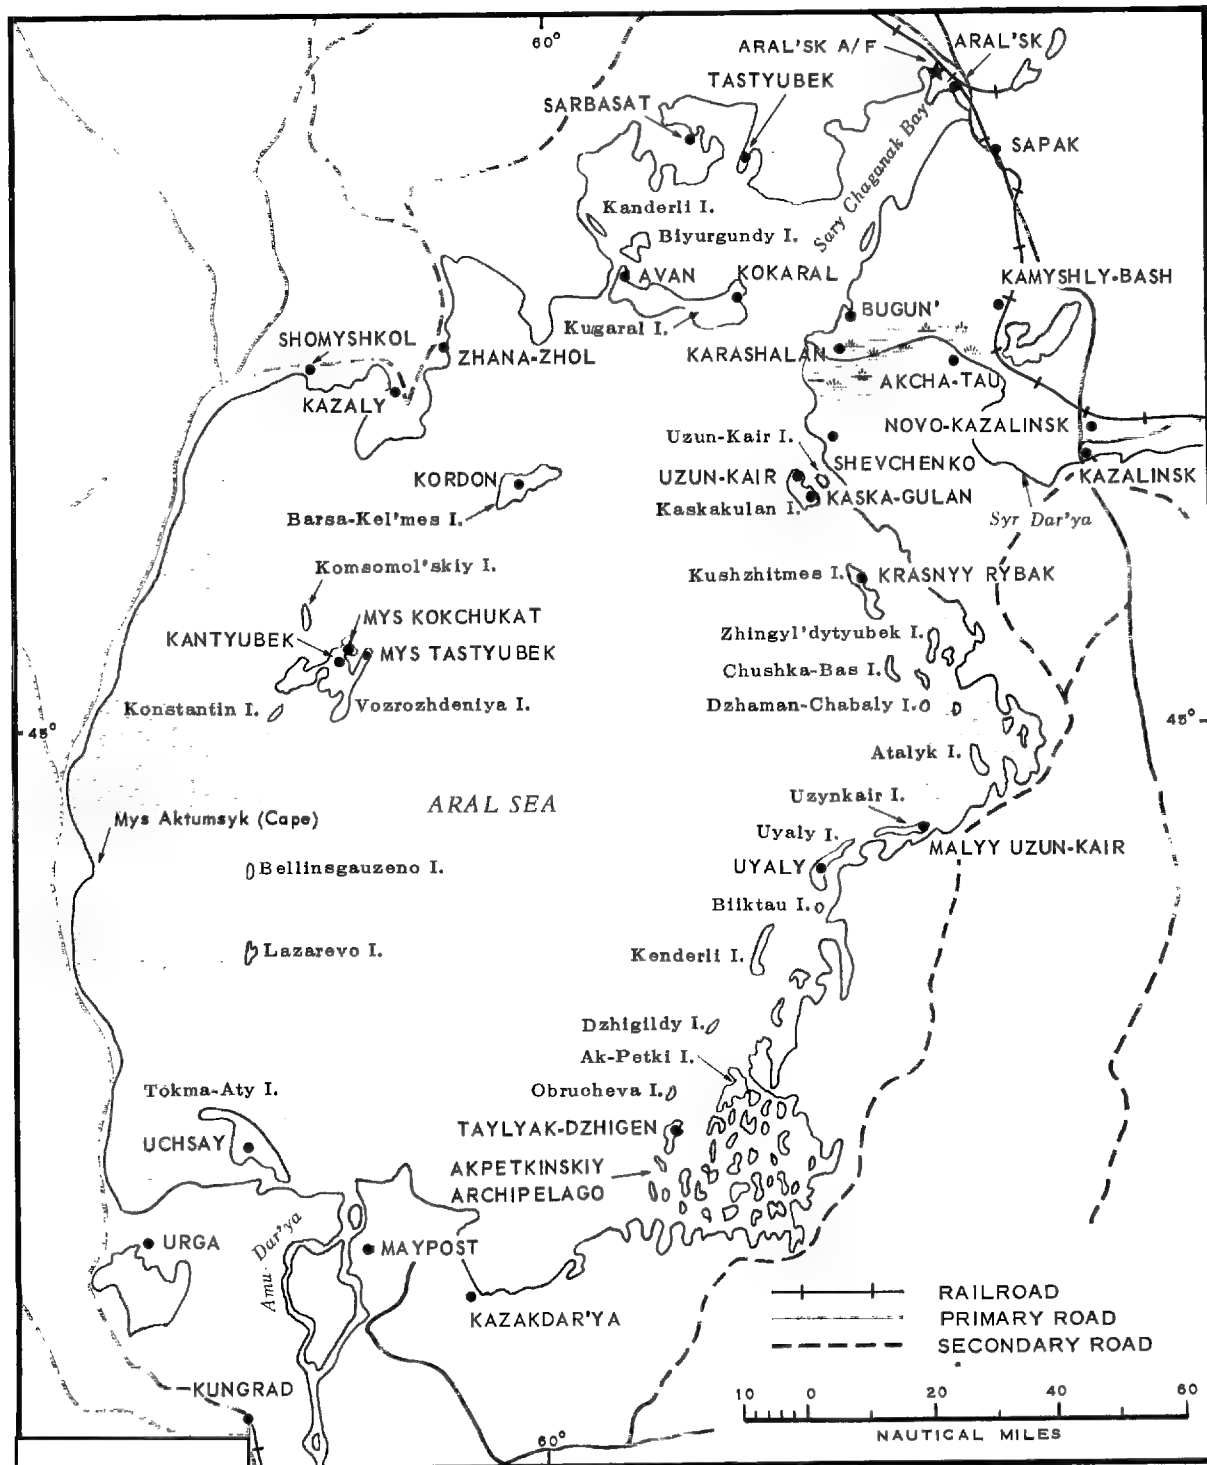 60°
ARAL'SK A/F
ARAL'SK
TASTYUBEK
SARBASAT
SAPAK
Sary Chaganak Bay
Kanderli I.
Biyurgundy I.
AVAN
KOKARAL
KAMYSHLY-BASH
BUGUN'
Kugaral I.
SHOMYSHKOL
ZHANA-ZHOL
KARASHALAN
AKCHA-TAU
KAZALY
NOVO-KAZALINSK
Uzun-Kair I.
SHEVCHENKO
KORDON
UZUN-KAIR
KAZALINSK
KASKA-GULAN
Barsa-Kel'mes I.
Kaskakulan I.
Syr Dar'ya
Komsomol'skiy I.
Kushzhitmes I.
KRASNYY RYBAK
MYS KOKCHUKAT
KANTYUBEK
Zhingyl'dytyubek I.
MYS TASTYUBEK
Chushka-Bas I.
Konstantin I.
Vozrozhdeniya I.
Dzhaman-Chabaly I.
45°
45°
Atalyk I.
ARAL SEA
Uzynkair I.
Mys Aktumsyk (Cape)
Uyaly I.
MALYY UZUN-KAIR
Bellinsgauzeno I.
UYALY
Biiktau I.
Lazarevo I.
Kenderli I.
Dzhigildy I.
Ak-Petki I.
Tokma-Aty I.
Obrucheva I.
UCHSAY
TAYLYAK-DZHIGEN
AKPETKINSKIY
ARCHIPELAGO
Amu Dar'ya
URGA
MAYPOST
KAZAKDAR'YA
RAILROAD
PRIMARY ROAD
SECONDARY ROAD
KUNGRAD
10 0 20 40 60
NAUTICAL MILES
60°